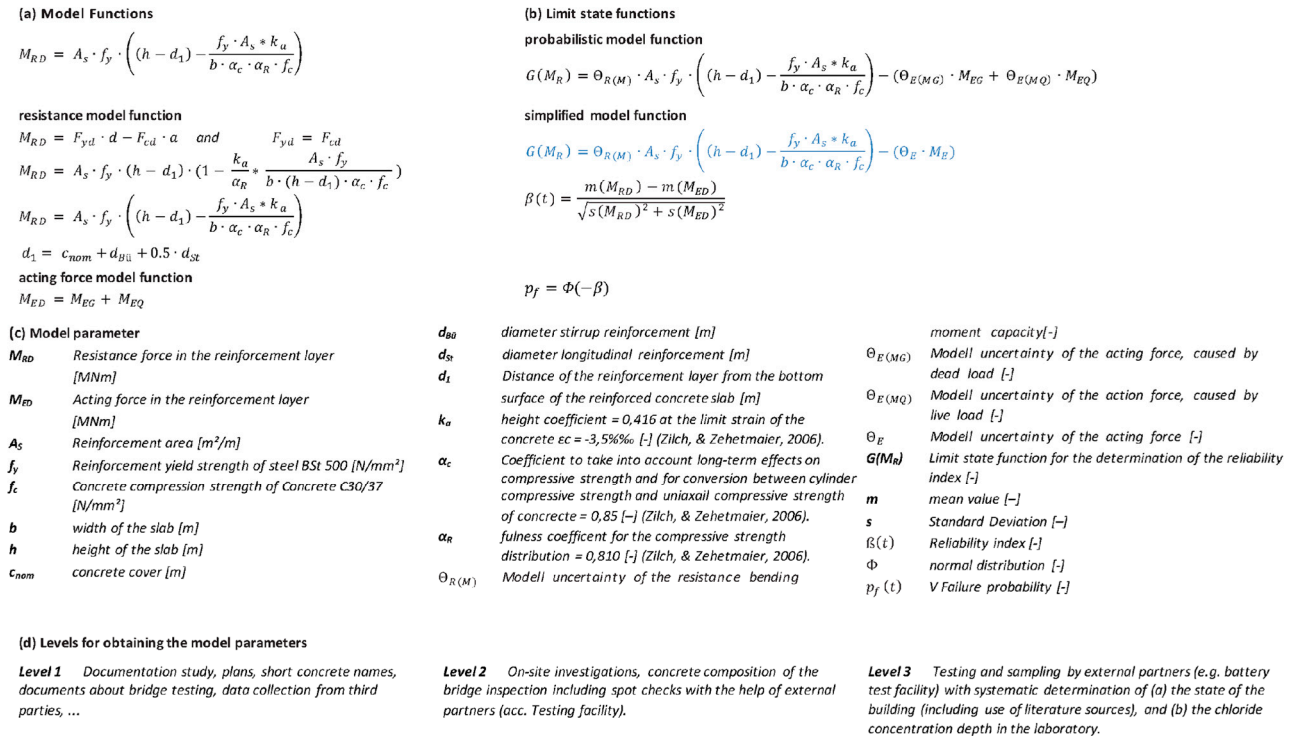 (a) Model Functions
M_RD = A_s · f_y · ((h − d_1) − (f_y · A_s ∗ k_a)/(b · α_c · α_R · f_c))
resistance model function
M_RD = F_yd · d − F_cd · a and F_yd = F_cd
M_RD = A_s · f_y · (h − d_1) · (1 − k_a/α_R ∗ (A_s · f_y)/(b · (h − d_1) · α_c · f_c) )
M_RD = A_s · f_y · ((h − d_1) − (f_y · A_s ∗ k_a)/(b · α_c · α_R · f_c))
d_1 = c_nom + d_Bü + 0.5 · d_St
acting force model function
M_ED = M_EG + M_EQ
(b) Limit state functions
probabilistic model function
G(M_R) = Θ_R(M) · A_s · f_y · ((h − d_1) − (f_y · A_s ∗ k_a)/(b · α_c · α_R · f_c)) − (Θ_E(MG) · M_EG + Θ_E(MQ) · M_EQ)
simplified model function
G(M_R) = Θ_R(M) · A_s · f_y · ((h − d_1) − (f_y · A_s ∗ k_a)/(b · α_c · α_R · f_c)) − (Θ_E · M_E)
β(t) = (m(M_RD) − m(M_ED))/√(s(M_RD)² + s(M_ED)²)
p_f = Φ(−β)
(c) Model parameter
M_RD Resistance force in the reinforcement layer
[MNm]
M_ED Acting force in the reinforcement layer
[MNm]
A_S Reinforcement area [m²/m]
f_y Reinforcement yield strength of steel BSt 500 [N/mm²]
f_c Concrete compression strength of Concrete C30/37
[N/mm²]
b width of the slab [m]
h height of the slab [m]
c_nom concrete cover [m]
d_Bü diameter stirrup reinforcement [m]
d_St diameter longitudinal reinforcement [m]
d_1 Distance of the reinforcement layer from the bottom
surface of the reinforced concrete slab [m]
k_a height coefficient = 0,416 at the limit strain of the
concrete εc = -3,5%‰ [-] (Zilch, & Zehetmaier, 2006).
α_c Coefficient to take into account long-term effects on
compressive strength and for conversion between cylinder
compressive strength and uniaxail compressive strength
of concrecte = 0,85 [–] (Zilch, & Zehetmaier, 2006).
α_R fulness coefficent for the compressive strength
distribution = 0,810 [-] (Zilch, & Zehetmaier, 2006).
Θ_R(M) Modell uncertainty of the resistance bending
moment capacity[-]
Θ_E(MG) Modell uncertainty of the acting force, caused by
dead load [-]
Θ_E(MQ) Modell uncertainty of the action force, caused by
live load [-]
Θ_E Modell uncertainty of the acting force [-]
G(M_R) Limit state function for the determination of the reliability
index [-]
m mean value [–]
s Standard Deviation [–]
ß(t) Reliability index [-]
Φ normal distribution [-]
p_f (t) V Failure probability [-]
(d) Levels for obtaining the model parameters
Level 1 Documentation study, plans, short concrete names,
documents about bridge testing, data collection from third
parties, ...
Level 2 On-site investigations, concrete composition of the
bridge inspection including spot checks with the help of external
partners (acc. Testing facility).
Level 3 Testing and sampling by external partners (e.g. battery
test facility) with systematic determination of (a) the state of the
building (including use of literature sources), and (b) the chloride
concentration depth in the laboratory.